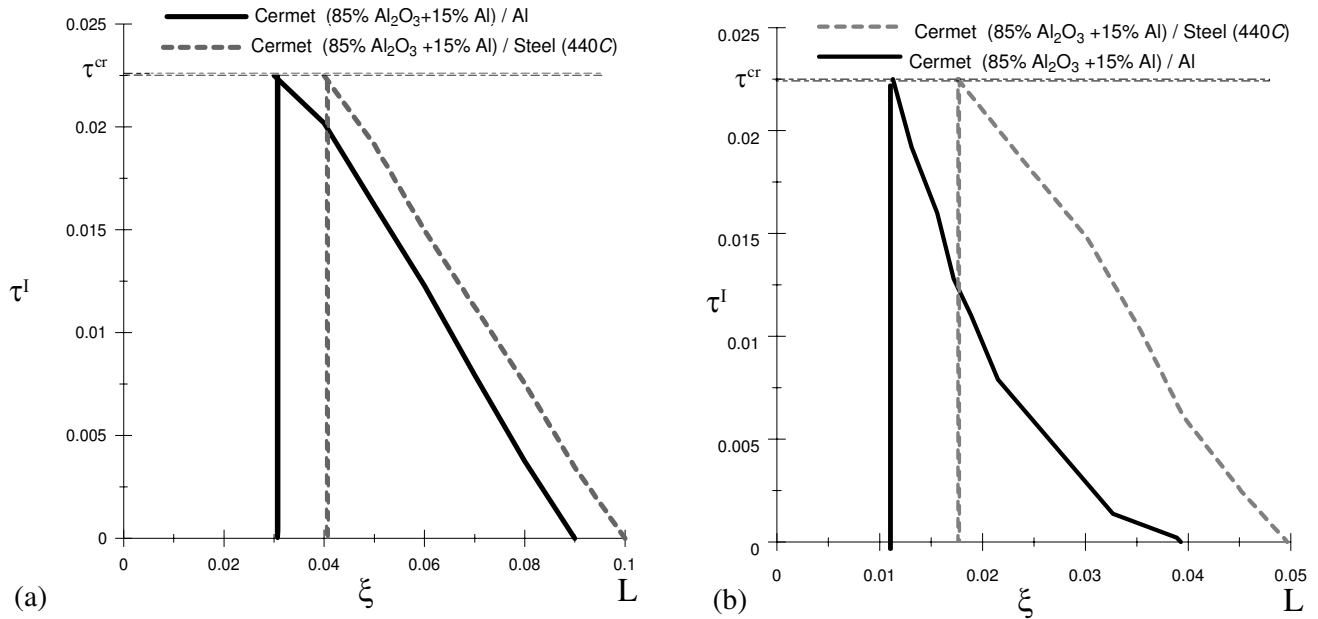 Cermet (85% Al₂O₃+15% Al) / Al
Cermet (85% Al₂O₃ +15% Al) / Steel (440C)
0.025
τᶜʳ
0.02
0.015
τᴵ
0.01
0.005
0
0 0.02 0.04 0.06 0.08 0.1
(a) ξ L
Cermet (85% Al₂O₃ +15% Al) / Steel (440C)
Cermet (85% Al₂O₃ +15% Al) / Al
0.025
τᶜʳ
0.02
0.015
τᴵ
0.01
0.005
0
0 0.01 0.02 0.03 0.04 0.05
(b) ξ L